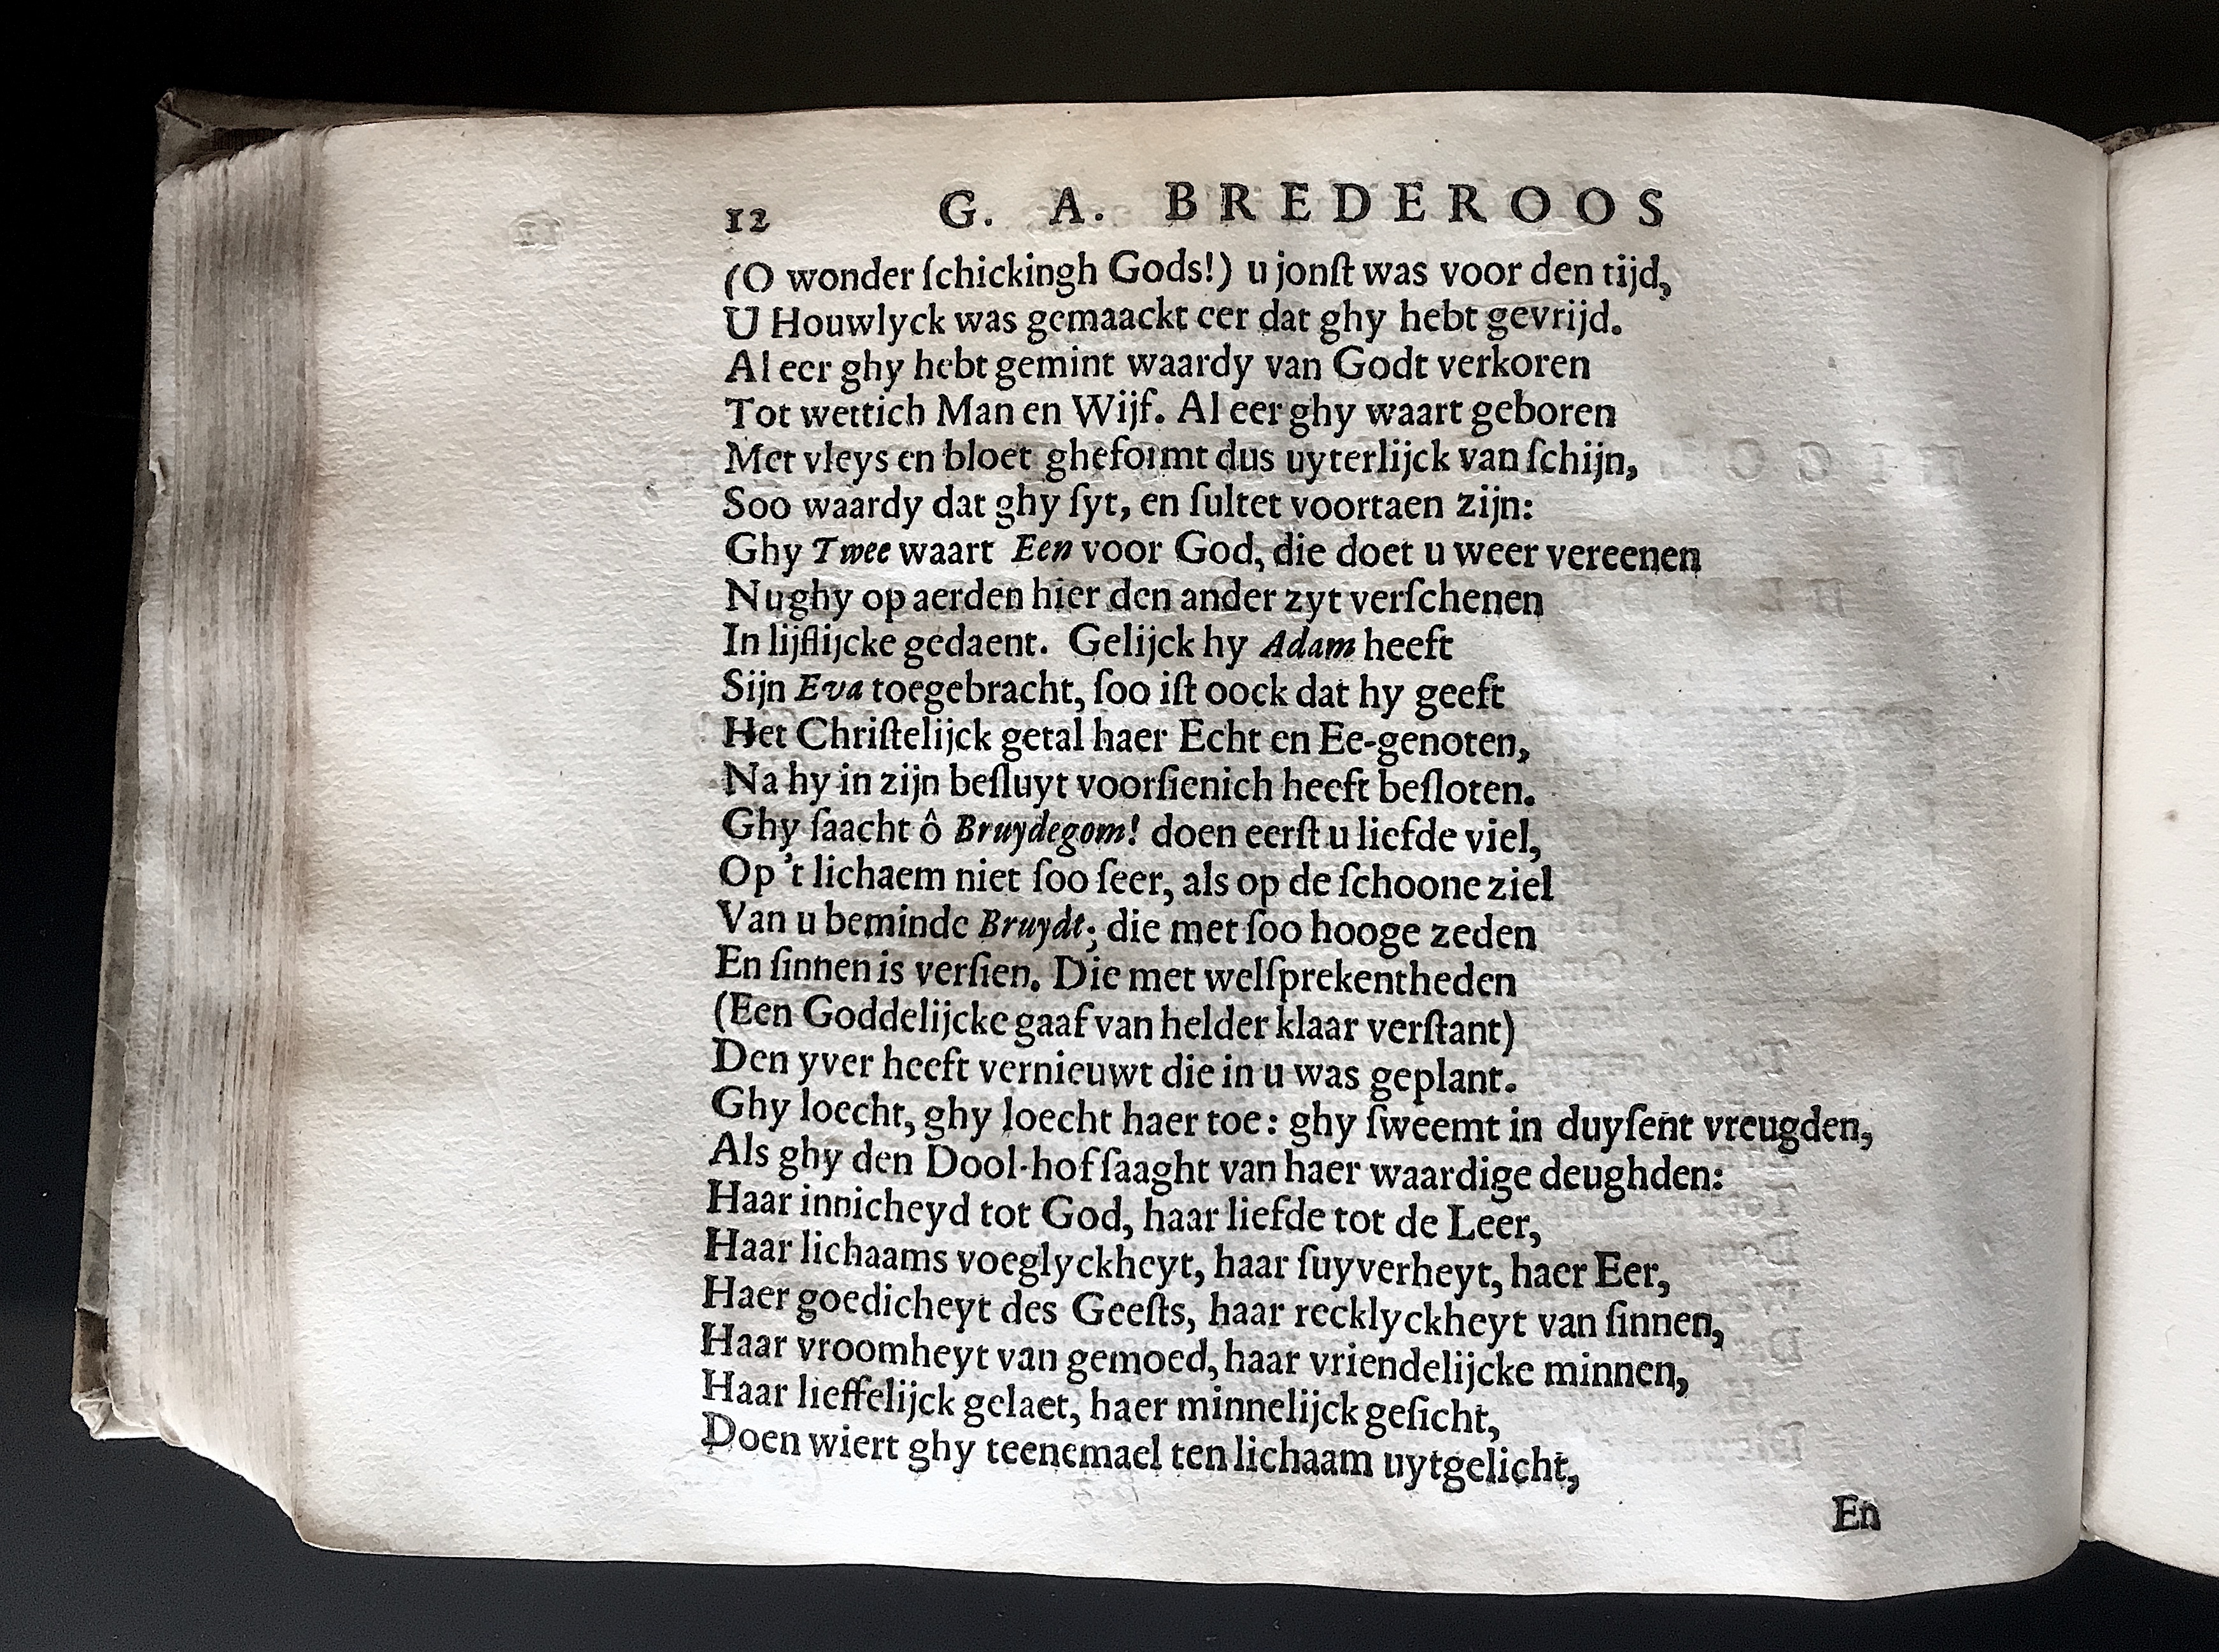 12 G. A. BREDEROOS
(O wonder ſchickingh Gods!) u jonſt was voor den tijd,
U Houwlyck was gemaackt eer dat ghy hebt gevrijd.
Al eer ghy hebt gemint waardy van Godt verkoren
Tot wettich Man en Wijf. Al eer ghy waart geboren
Met vleys en bloet gheformt dus uyterlijck van ſchijn,
Soo waardy dat ghy ſyt, en ſultet voortaen zijn:
Ghy Twee waart Een voor God, die doet u weer vereenen
Nu ghy op aerden hier den ander zyt verſchenen
In lijflijcke gedaent. Gelijck hy Adam heeft
Sijn Eva toegebracht, ſoo iſt oock dat hy geeft
Het Chriſtelijck getal haer Echt en Ee-genoten,
Na hy in zijn beſluyt voorſienich heeft beſloten.
Ghy ſaacht ô Bruydegom! doen eerſt u liefde viel,
Op 't lichaem niet ſoo ſeer, als op de ſchoone ziel
Van u beminde Bruydt; die met ſoo hooge zeden
En ſinnen is verſien. Die met welſprekentheden
(Een Goddelijcke gaaf van helder klaar verſtant)
Den yver heeft vernieuwt die in u was geplant.
Ghy loecht, ghy loecht haer toe: ghy ſweemt in duyſent vreugden,
Als ghy den Dool-hof ſaaght van haer waardige deughden:
Haar innicheyd tot God, haar liefde tot de Leer,
Haar lichaams voeglyckheyt, haar ſuyverheyt, haer Eer,
Haer goedicheyt des Geeſts, haar recklyckheyt van ſinnen,
Haar vroomheyt van gemoed, haar vriendelijcke minnen,
Haar lieffelijck gelaet, haer minnelijck geſicht,
Doen wiert ghy teenemael ten lichaam uytgelicht,
En